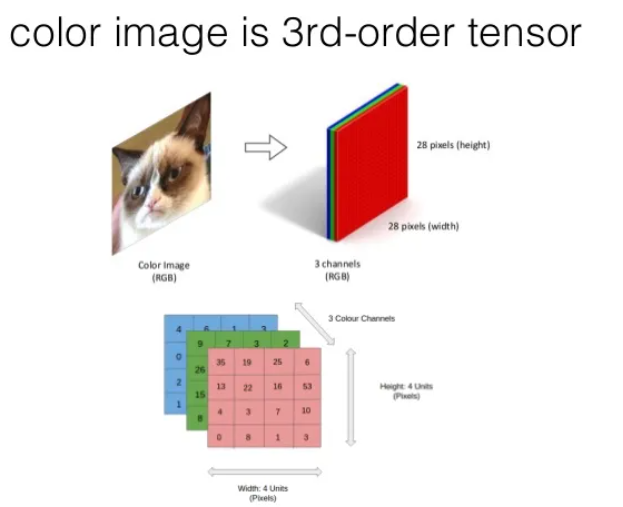 color image is 3rd-order tensor
28 pixels (height)
28 pixels (width)
Color Image
(RGB)
3 channels
(RGB)
3 Colour Channels
4 6 1 3
9 7 3 2
0
35 19 25 6
26
13 22 16 53
2
15
4 3 7 10
1
8
0 8 1 3
Height: 4 Units
(Pixels)
Width: 4 Units
(Pixels)